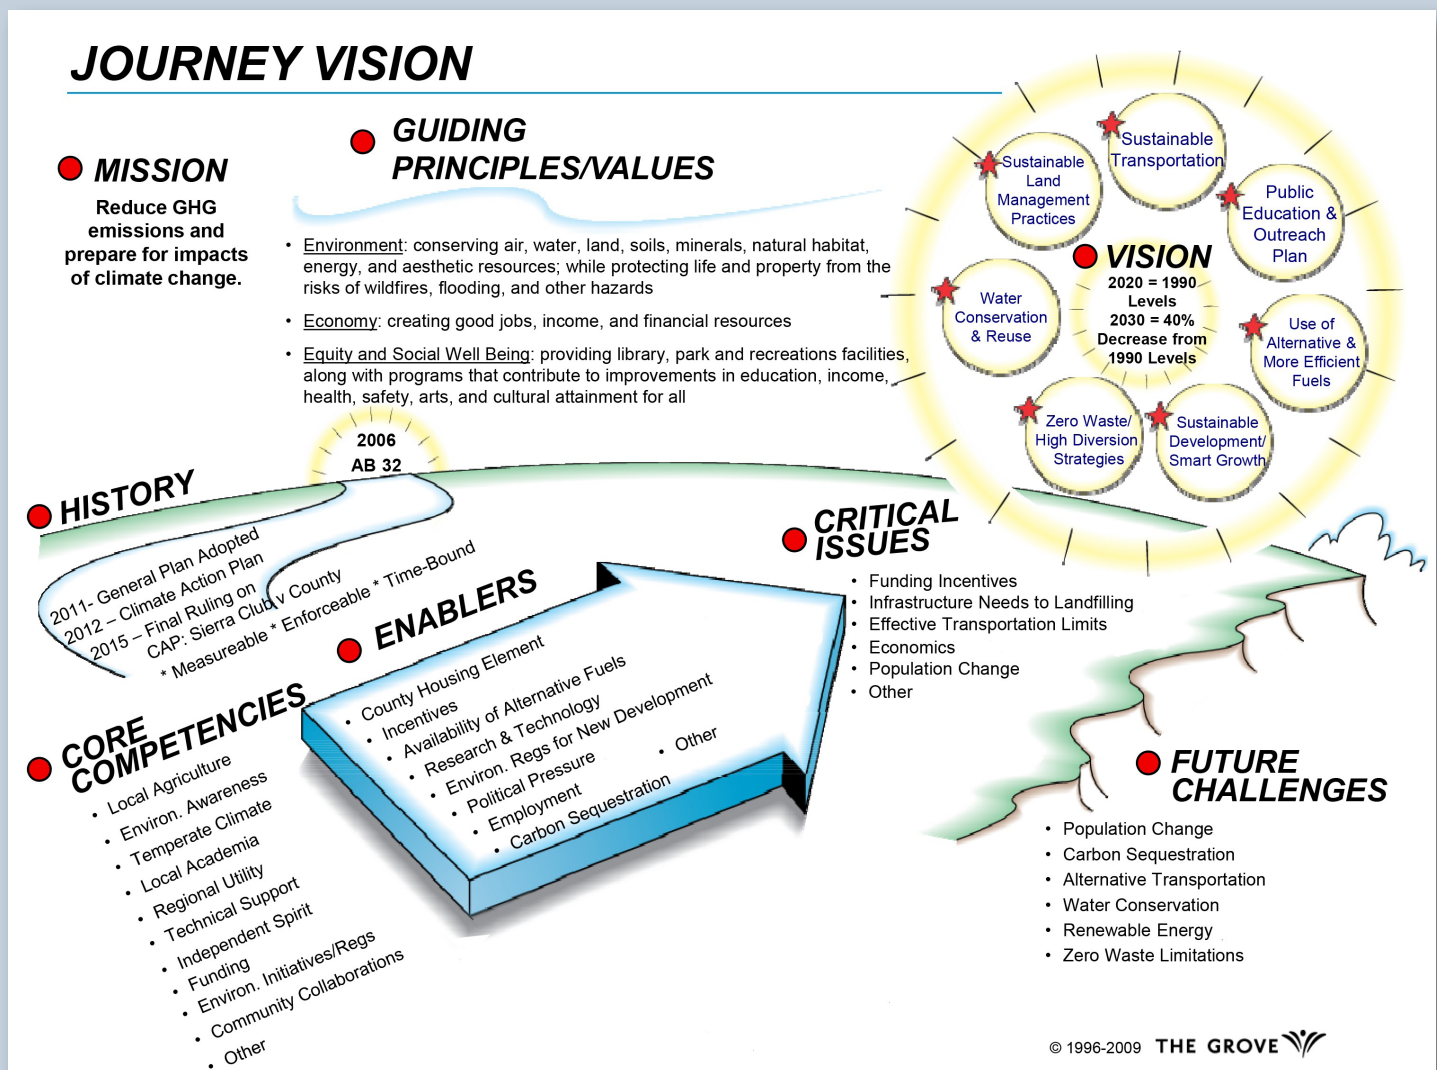 JOURNEY VISION
MISSION
Reduce GHG
emissions and
prepare for impacts
of climate change.
GUIDING
PRINCIPLES/VALUES
• Environment: conserving air, water, land, soils, minerals, natural habitat,
energy, and aesthetic resources; while protecting life and property from the
risks of wildfires, flooding, and other hazards
• Economy: creating good jobs, income, and financial resources
• Equity and Social Well Being: providing library, park and recreations facilities,
along with programs that contribute to improvements in education, income,
health, safety, arts, and cultural attainment for all
Sustainable
Transportation
Sustainable
Land
Management
Practices
Public
Education &
Outreach
Plan
VISION
2020 = 1990
Levels
2030 = 40%
Decrease from
1990 Levels
Water
Conservation
& Reuse
Use of
Alternative &
More Efficient
Fuels
Zero Waste/
High Diversion
Strategies
Sustainable
Development/
Smart Growth
2006
AB 32
HISTORY
2011- General Plan Adopted
2012 – Climate Action Plan
2015 – Final Ruling on
CAP: Sierra Club v County
* Measureable * Enforceable * Time-Bound
ENABLERS
• County Housing Element
• Incentives
• Availability of Alternative Fuels
• Research & Technology
• Environ. Regs for New Development
• Political Pressure
• Employment
• Carbon Sequestration
• Other
CRITICAL
ISSUES
• Funding Incentives
• Infrastructure Needs to Landfilling
• Effective Transportation Limits
• Economics
• Population Change
• Other
CORE
COMPETENCIES
• Local Agriculture
• Environ. Awareness
• Temperate Climate
• Local Academia
• Regional Utility
• Technical Support
• Independent Spirit
• Funding
• Environ. Initiatives/Regs
• Community Collaborations
• Other
FUTURE
CHALLENGES
• Population Change
• Carbon Sequestration
• Alternative Transportation
• Water Conservation
• Renewable Energy
• Zero Waste Limitations
© 1996-2009 THE GROVE